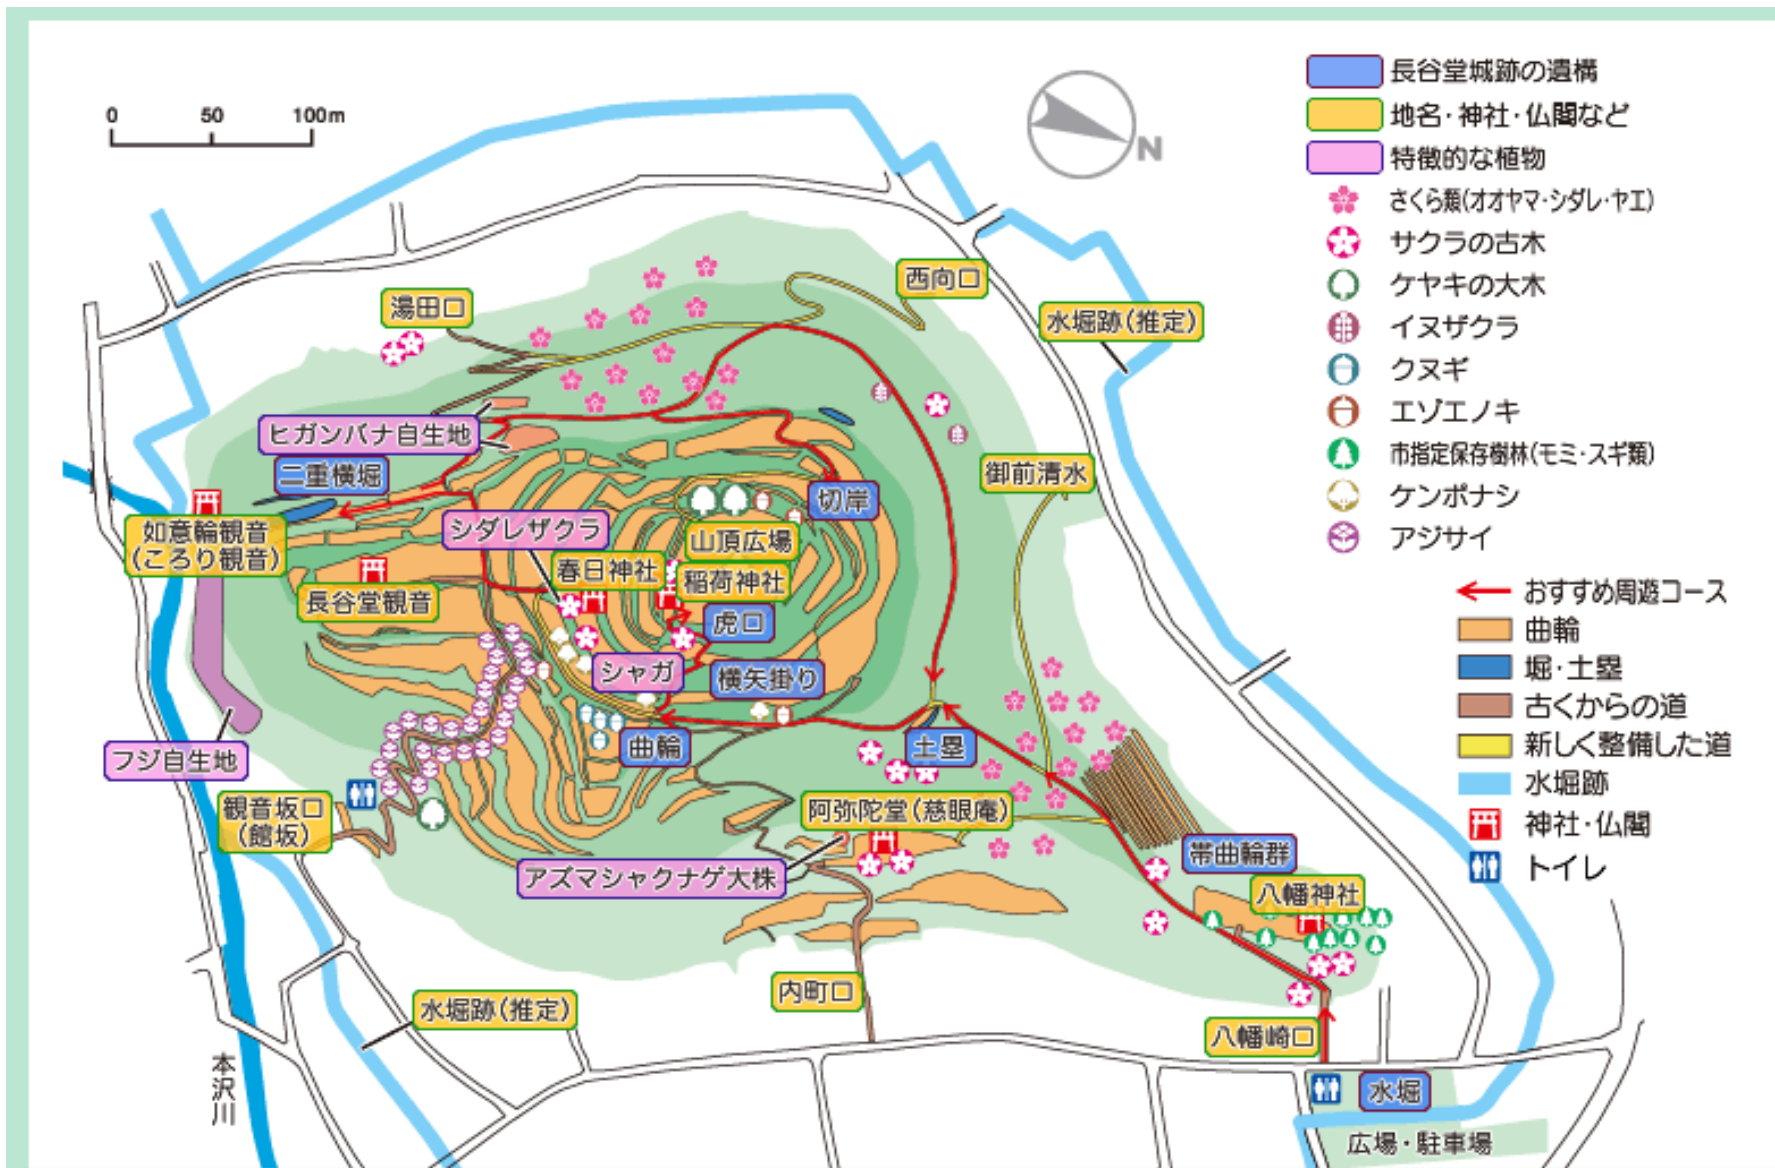 0 50 100m
N
長谷堂城跡の遺構
地名・神社・仏閣など
特徴的な植物
さくら類(オオヤマ・シダレ・ヤエ)
サクラの古木
ケヤキの大木
イヌザクラ
クヌギ
エゾエノキ
市指定保存樹林(モミ・スギ類)
ケンポナシ
アジサイ
おすすめ周遊コース
曲輪
堀・土塁
古くからの道
新しく整備した道
水堀跡
神社・仏閣
トイレ
西向口
湯田口
水堀跡(推定)
ヒガンバナ自生地
二重横堀
御前清水
切岸
シダレザクラ
如意輪観音
(ころり観音)
山頂広場
春日神社
稲荷神社
長谷堂観音
虎口
シャガ
横矢掛り
曲輪
土塁
フジ自生地
観音坂口
(館坂)
阿弥陀堂(慈眼庵)
帯曲輪群
アズマシャクナゲ大株
八幡神社
内町口
水堀跡(推定)
八幡崎口
本沢川
水堀
広場・駐車場